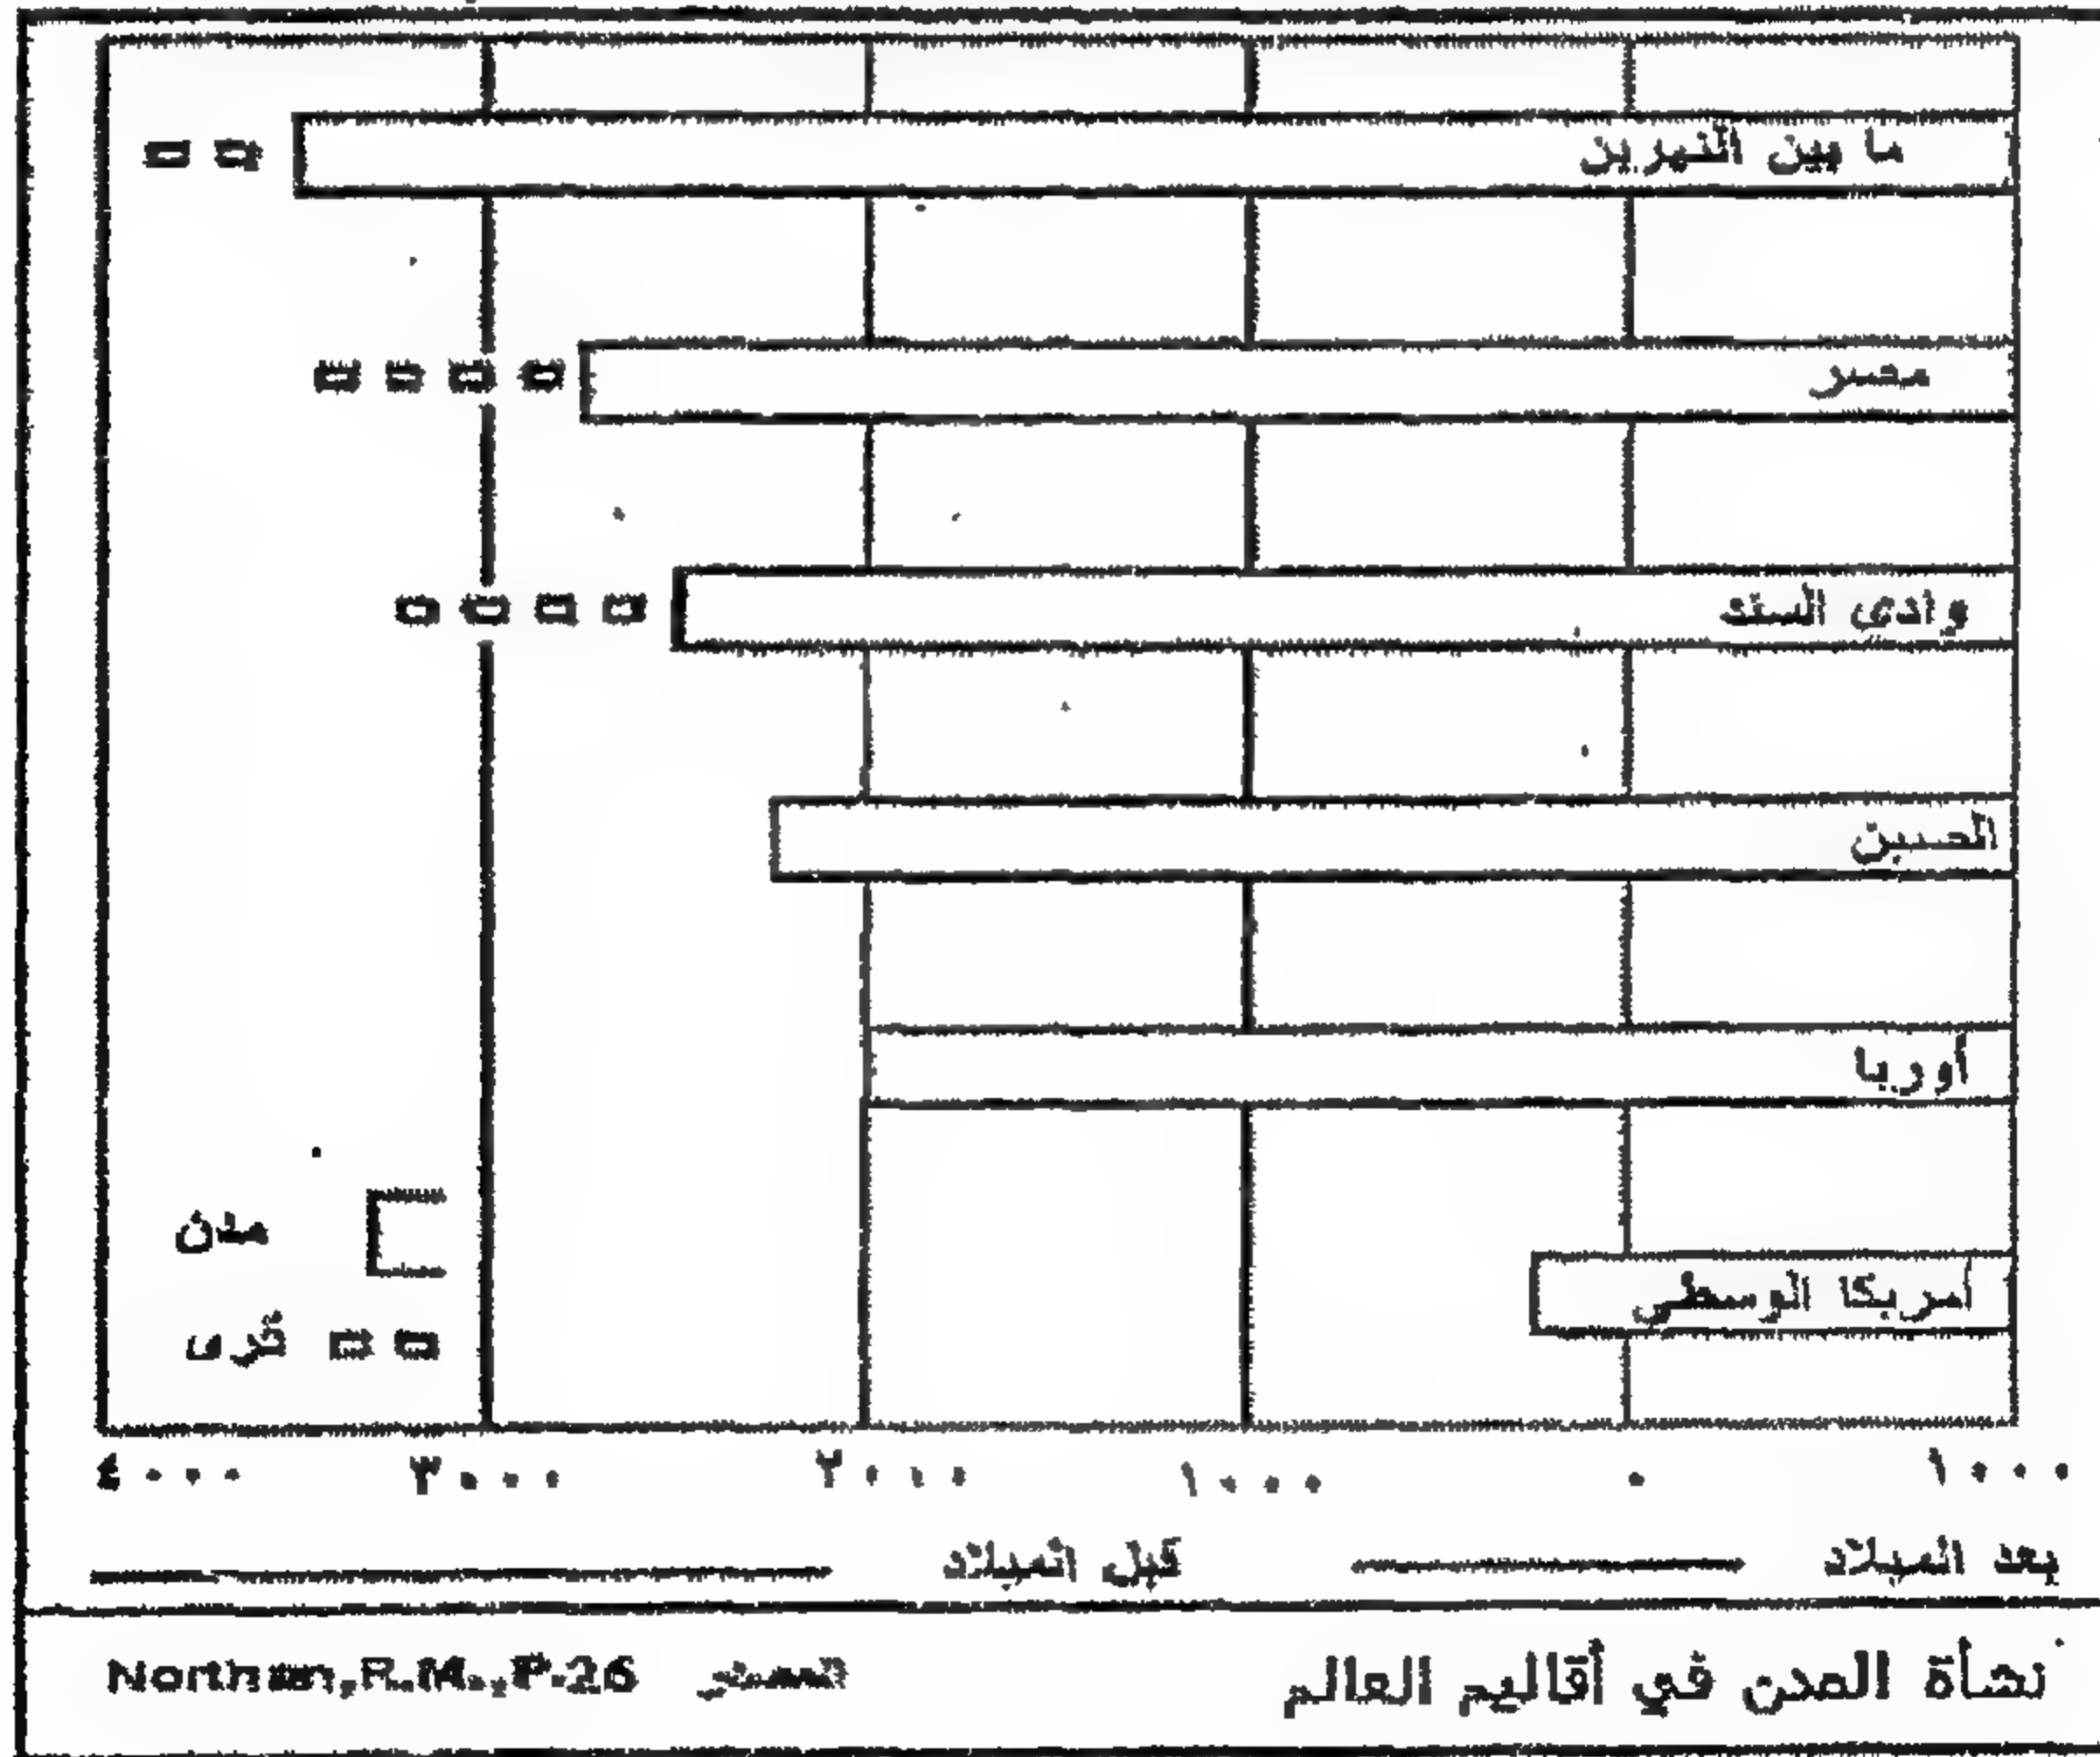 ما بين النهرين
مصر
وادي السند
الصين
أوربا
مدن
أمريكا الوسطي
قرى
٤٠٠٠ ٣٠٠٠ ٢٠٠٠ ١٠٠٠ ٠ ١٠٠٠
بعد الميلاد قبل الميلاد
نشأة المدن في أقاليم العالم
المصدر Northam,R.M.,P.26